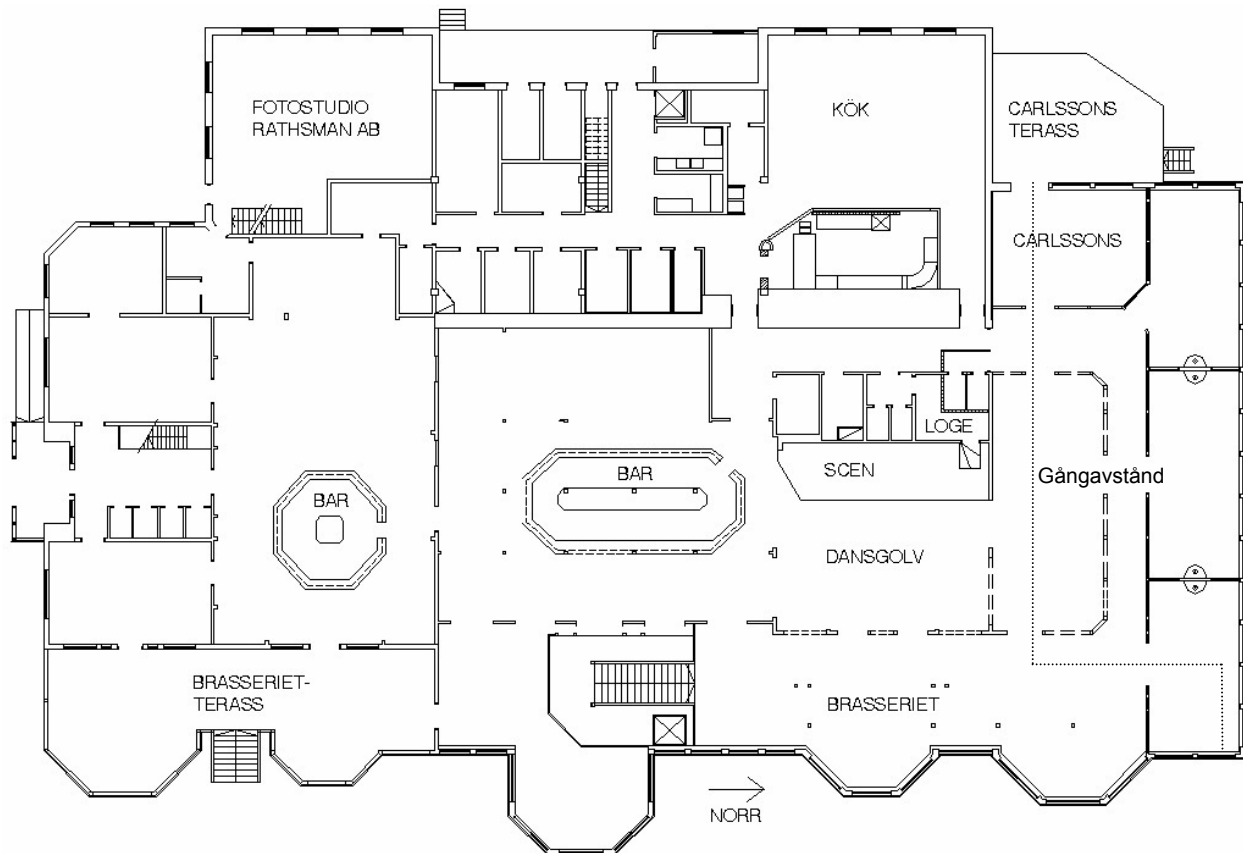 FOTOSTUDIO
RATHSMAN AB
KÖK
CARLSSONS
TERASS
CARLSSONS
LOGE
BAR
BAR
SCEN
Gångavstånd
DANSGOLV
BRASSERIET-
TERASS
BRASSERIET
NORR